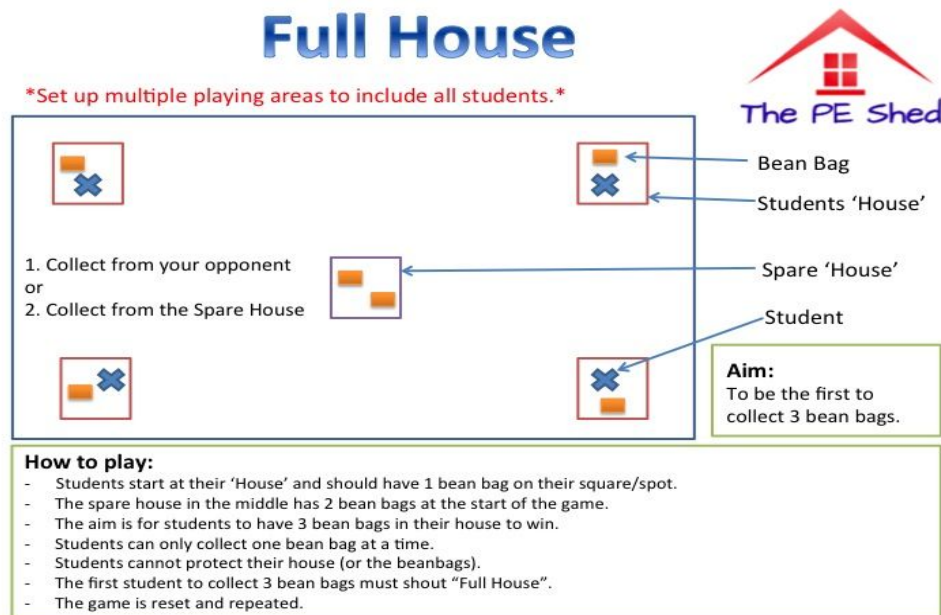 Full House
*Set up multiple playing areas to include all students.*
The PE Shed
Bean Bag
Students ‘House’
1. Collect from your opponent
or
2. Collect from the Spare House
Spare ‘House’
Student
Aim:
To be the first to
collect 3 bean bags.
How to play:
- Students start at their ‘House’ and should have 1 bean bag on their square/spot.
- The spare house in the middle has 2 bean bags at the start of the game.
- The aim is for students to have 3 bean bags in their house to win.
- Students can only collect one bean bag at a time.
- Students cannot protect their house (or the beanbags).
- The first student to collect 3 bean bags must shout “Full House”.
- The game is reset and repeated.